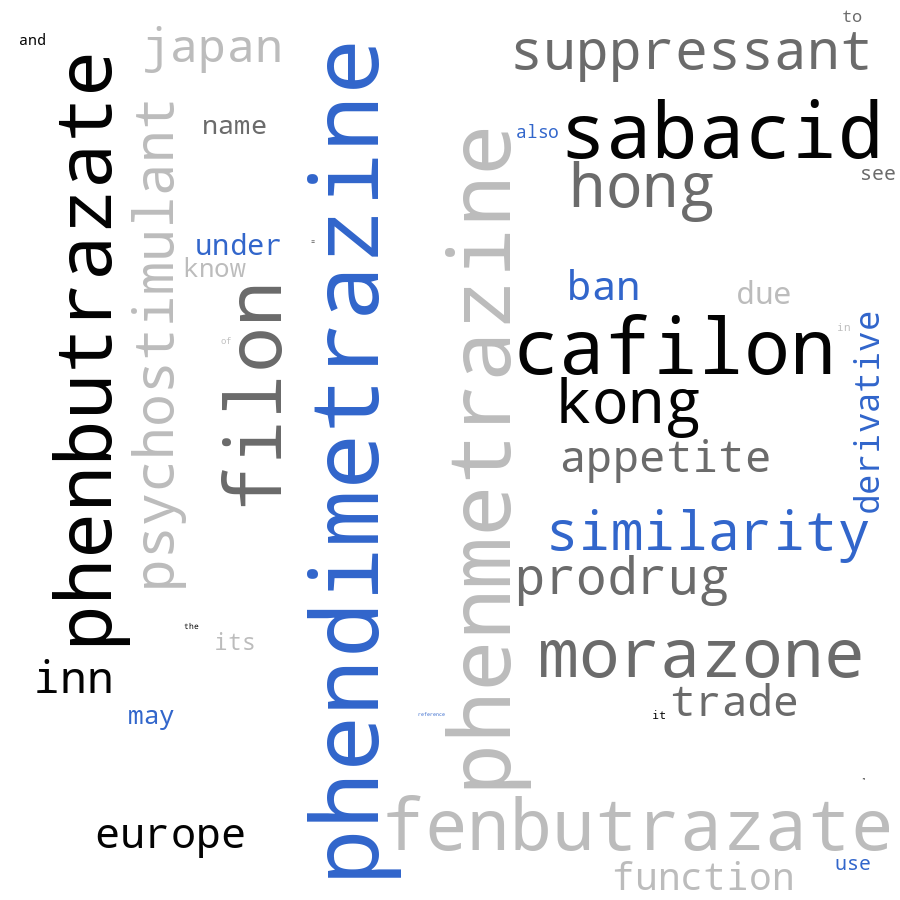 and
japan
to
suppressant
phenbutrazate
psychostimulant
name
phendimetrazine
phenmetrazine
also
sabacid
hong
see
under
know
filon
ban
due
of
cafilon
in
derivative
kong
appetite
similarity
prodrug
the
its
inn
morazone
may
reference
it
trade
europe
fenbutrazate
function
use